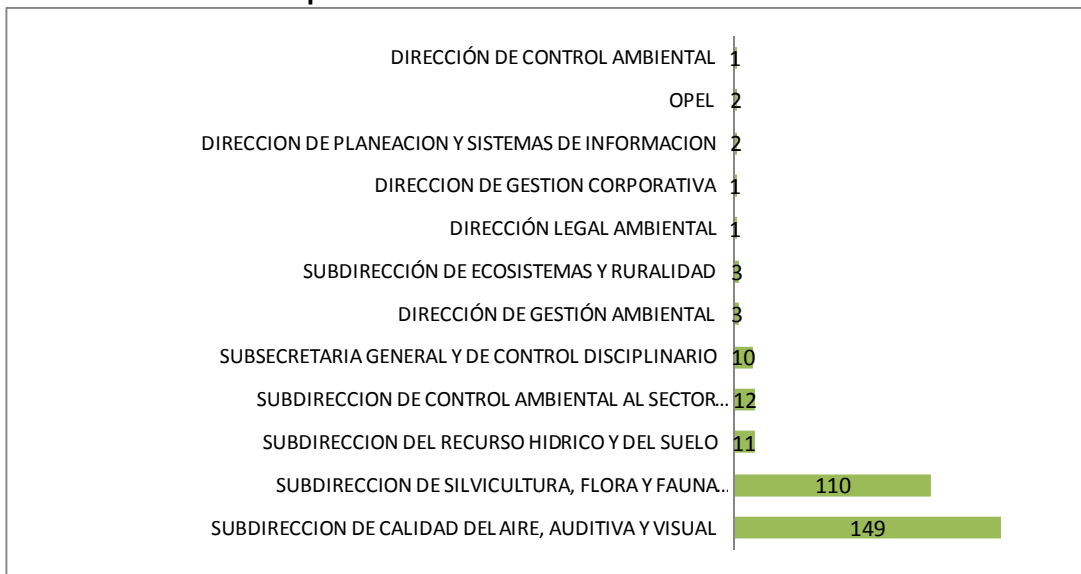 DIRECCIÓN DE CONTROL AMBIENTAL 1
OPEL 2
DIRECCION DE PLANEACION Y SISTEMAS DE INFORMACION 2
DIRECCION DE GESTION CORPORATIVA 1
DIRECCIÓN LEGAL AMBIENTAL 1
SUBDIRECCIÓN DE ECOSISTEMAS Y RURALIDAD 3
DIRECCIÓN DE GESTIÓN AMBIENTAL 3
SUBSECRETARIA GENERAL Y DE CONTROL DISCIPLINARIO 10
SUBDIRECCION DE CONTROL AMBIENTAL AL SECTOR... 12
SUBDIRECCION DEL RECURSO HIDRICO Y DEL SUELO 11
SUBDIRECCION DE SILVICULTURA, FLORA Y FAUNA... 110
SUBDIRECCION DE CALIDAD DEL AIRE, AUDITIVA Y VISUAL 149